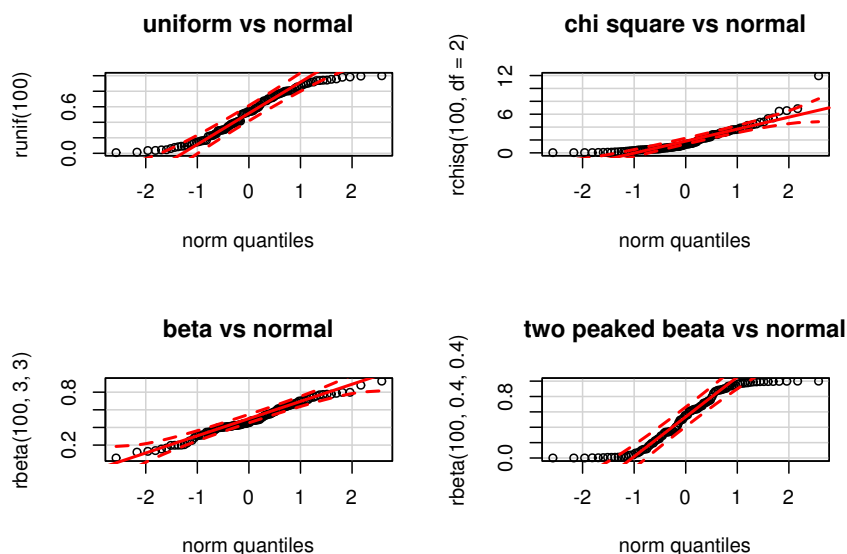 uniform vs normal
runif(100)
0.0 0.6
-2 -1 0 1 2
norm quantiles
chi square vs normal
rchisq(100, df = 2)
0 6 12
-2 -1 0 1 2
norm quantiles
beta vs normal
rbeta(100, 3, 3)
0.2 0.8
-2 -1 0 1 2
norm quantiles
two peaked beata vs normal
rbeta(100, 0.4, 0.4)
0.0 0.8
-2 -1 0 1 2
norm quantiles